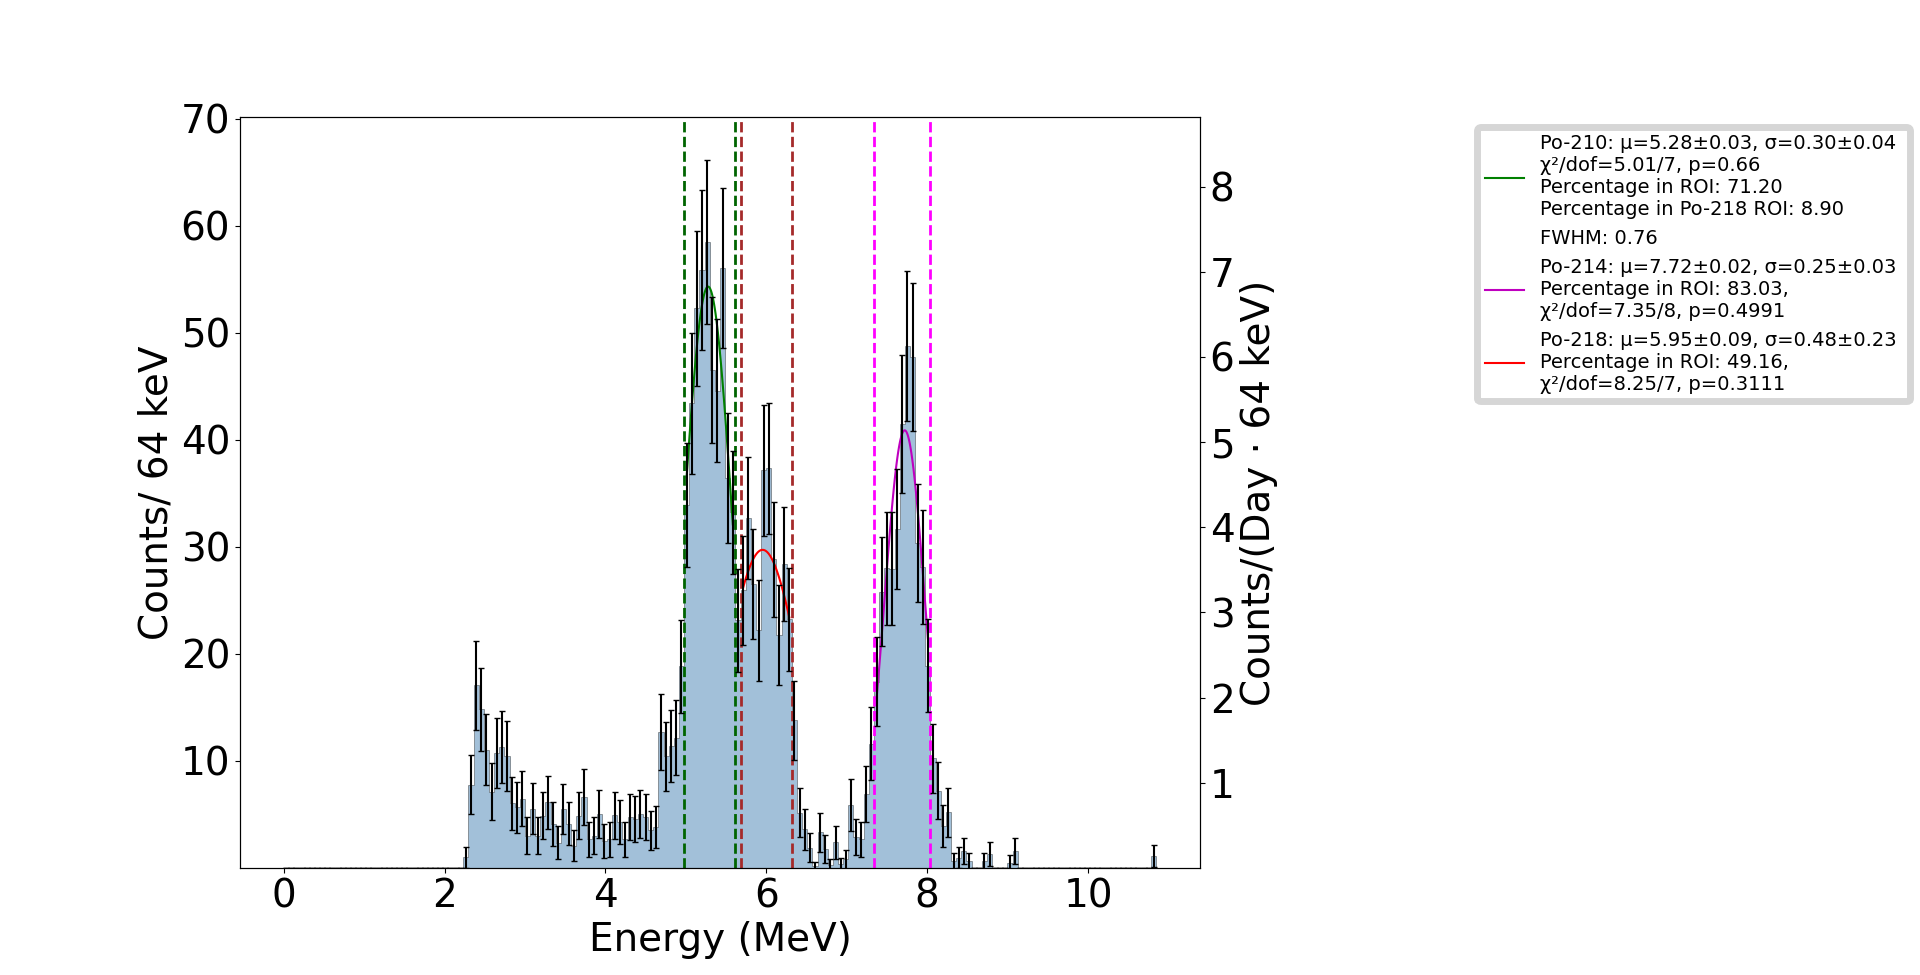 70
60
50
40
30
20
10
Counts/ 64 keV
0
2
4
6
8
10
Energy (MeV)
8
7
6
5
4
3
2
1
Counts/(Day · 64 keV)
Po-210: μ=5.28±0.03, σ=0.30±0.04
χ²/dof=5.01/7, p=0.66
Percentage in ROI: 71.20
Percentage in Po-218 ROI: 8.90
FWHM: 0.76
Po-214: μ=7.72±0.02, σ=0.25±0.03
Percentage in ROI: 83.03,
χ²/dof=7.35/8, p=0.4991
Po-218: μ=5.95±0.09, σ=0.48±0.23
Percentage in ROI: 49.16,
χ²/dof=8.25/7, p=0.3111